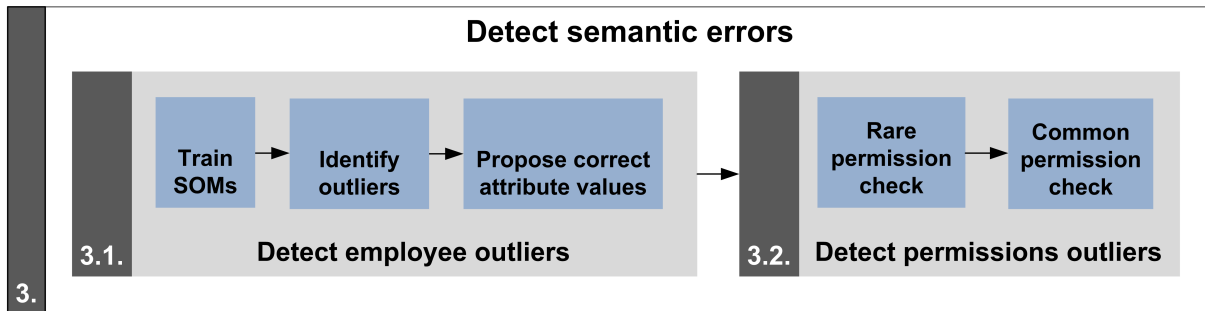 Detect semantic errors
Train
SOMs
Identify
outliers
Propose correct
attribute values
3.1.
Detect employee outliers
Rare
permission
check
Common
permission
check
3.2.
Detect permissions outliers
3.